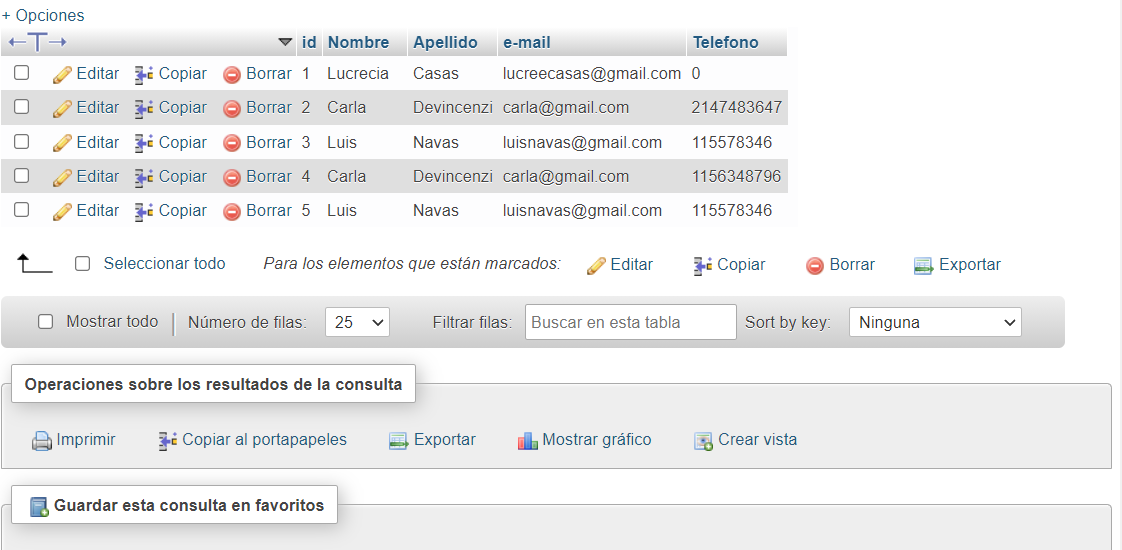 + Opciones
←T→ id Nombre Apellido e-mail Telefono
Editar Copiar Borrar 1 Lucrecia Casas lucreecasas@gmail.com 0
Editar Copiar Borrar 2 Carla Devincenzi carla@gmail.com 2147483647
Editar Copiar Borrar 3 Luis Navas luisnavas@gmail.com 115578346
Editar Copiar Borrar 4 Carla Devincenzi carla@gmail.com 1156348796
Editar Copiar Borrar 5 Luis Navas luisnavas@gmail.com 115578346
Seleccionar todo Para los elementos que están marcados: Editar Copiar Borrar Exportar
Mostrar todo Número de filas: 25 Filtrar filas: Buscar en esta tabla Sort by key: Ninguna
Operaciones sobre los resultados de la consulta
Imprimir Copiar al portapapeles Exportar Mostrar gráfico Crear vista
Guardar esta consulta en favoritos